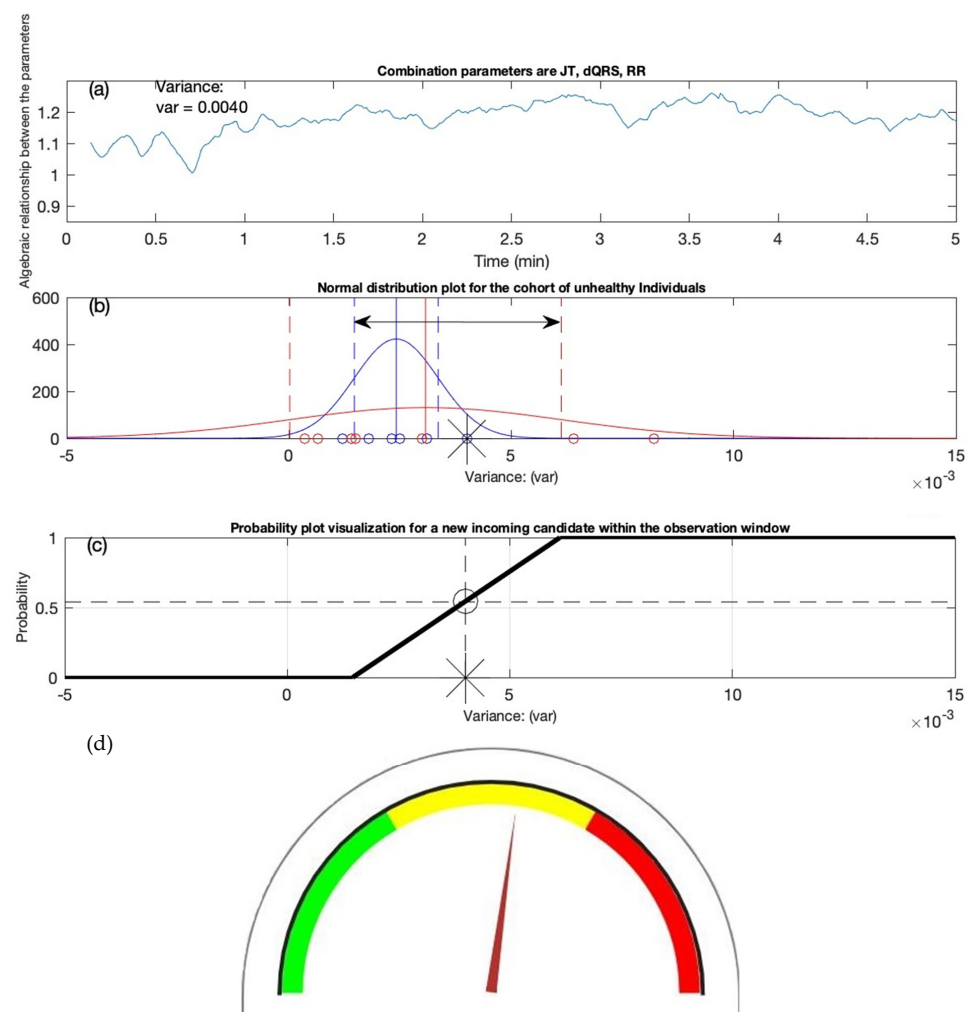 Combination parameters are JT, dQRS, RR
(a)
Variance:
var = 0.0040
Algebraic relationship between the parameters
1.2
1.1
1
0.9
0 0.5 1 1.5 2 2.5 3 3.5 4 4.5 5
Time (min)
Normal distribution plot for the cohort of unhealthy Individuals
(b)
600
400
200
0
-5 0 5 10 15
Variance: (var)
×10-3
Probability plot visualization for a new incoming candidate within the observation window
(c)
Probability
1
0.5
0
-5 0 5 10 15
Variance: (var)
×10-3
(d)